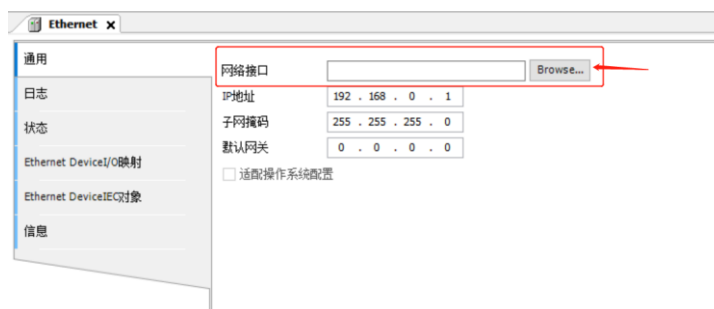 Ethernet
通用
网络接口
Browse...
日志
IP地址
192 . 168 . 0 . 1
状态
子网掩码
255 . 255 . 255 . 0
默认网关
0 . 0 . 0 . 0
Ethernet DeviceI/O映射
适配操作系统配置
Ethernet DeviceIEC对象
信息